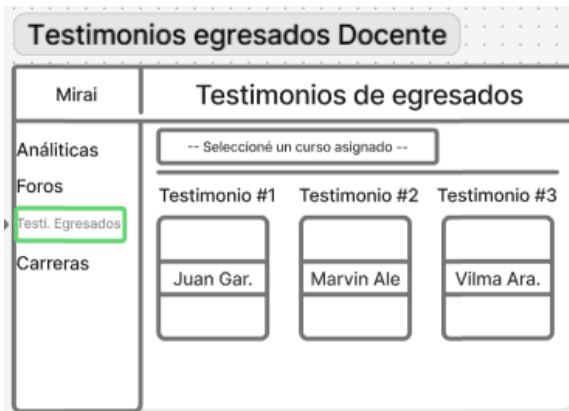 Testimonios egresados Docente
Mirai
Testimonios de egresados
Análiticas
Foros
Testi. Egresados
Carreras
-- Seleccioné un curso asignado --
Testimonio #1 Testimonio #2 Testimonio #3
Juan Gar. Marvin Ale Vilma Ara.